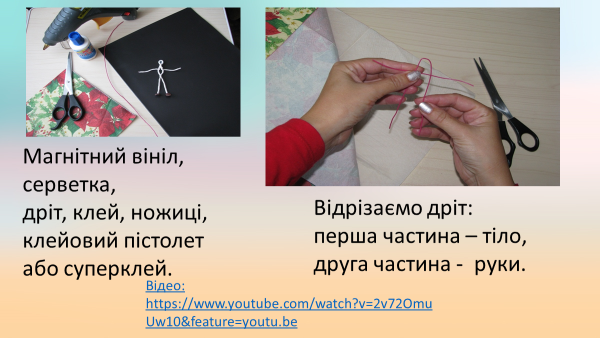 Магнітний вініл,
серветка,
дріт, клей, ножиці,
клейовий пістолет
або суперклей.
Відрізаємо дріт:
перша частина – тіло,
друга частина - руки.
Відео:
https://www.youtube.com/watch?v=2v72Omu
Uw10&feature=youtu.be